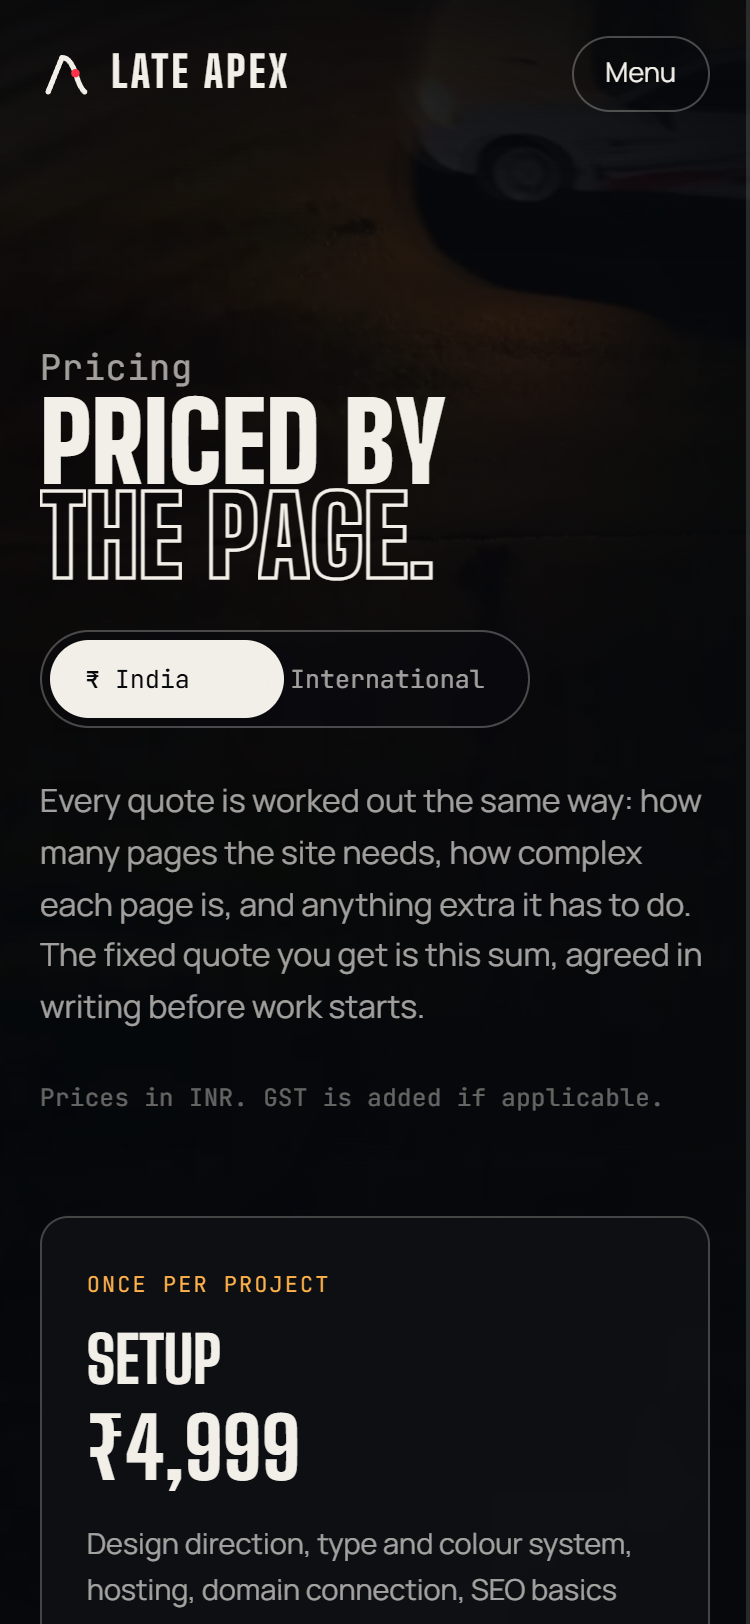 LATE APEX
Menu
Pricing
PRICED BY
THE PAGE.
₹ India
International
Every quote is worked out the same way: how
many pages the site needs, how complex
each page is, and anything extra it has to do.
The fixed quote you get is this sum, agreed in
writing before work starts.
Prices in INR. GST is added if applicable.
ONCE PER PROJECT
SETUP
₹4,999
Design direction, type and colour system,
hosting, domain connection, SEO basics